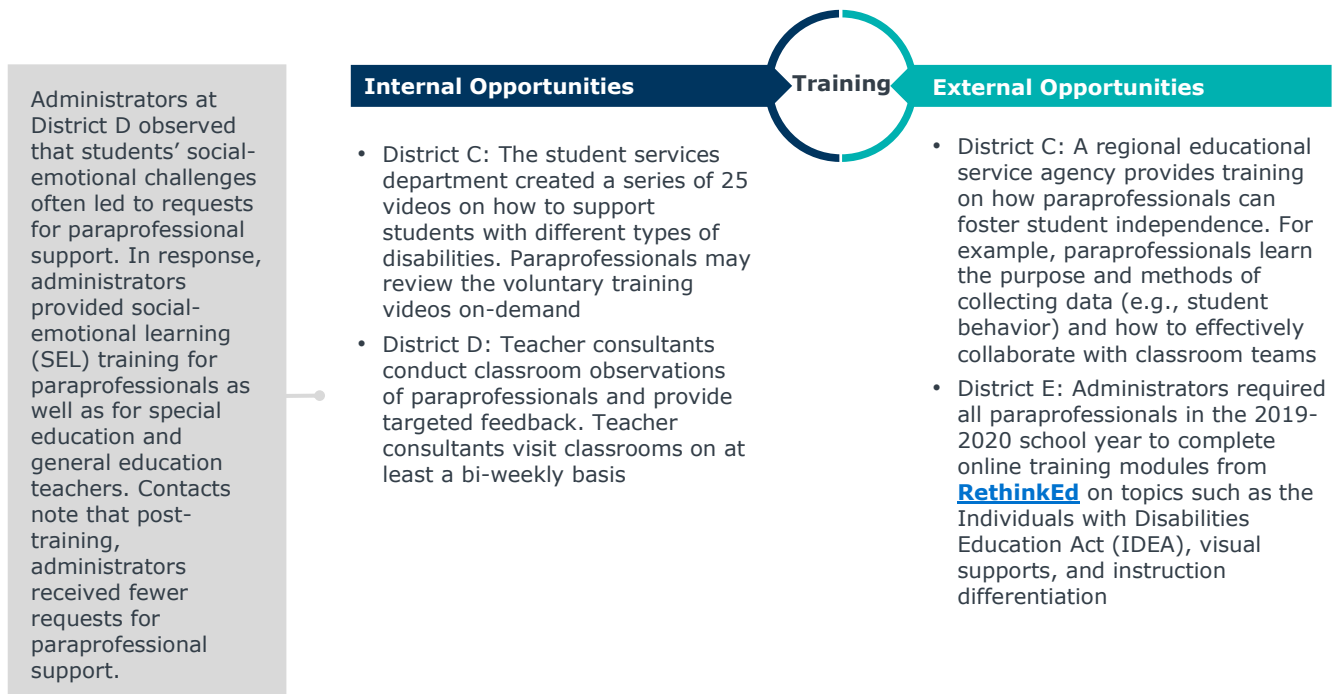 Administrators at
District D observed
that students’ social-
emotional challenges
often led to requests
for paraprofessional
support. In response,
administrators
provided social-
emotional learning
(SEL) training for
paraprofessionals as
well as for special
education and
general education
teachers. Contacts
note that post-
training,
administrators
received fewer
requests for
paraprofessional
support.
Internal Opportunities
Training
External Opportunities
• District C: The student services
department created a series of 25
videos on how to support
students with different types of
disabilities. Paraprofessionals may
review the voluntary training
videos on-demand
• District D: Teacher consultants
conduct classroom observations
of paraprofessionals and provide
targeted feedback. Teacher
consultants visit classrooms on at
least a bi-weekly basis
• District C: A regional educational
service agency provides training
on how paraprofessionals can
foster student independence. For
example, paraprofessionals learn
the purpose and methods of
collecting data (e.g., student
behavior) and how to effectively
collaborate with classroom teams
• District E: Administrators required
all paraprofessionals in the 2019-
2020 school year to complete
online training modules from
RethinkEd on topics such as the
Individuals with Disabilities
Education Act (IDEA), visual
supports, and instruction
differentiation